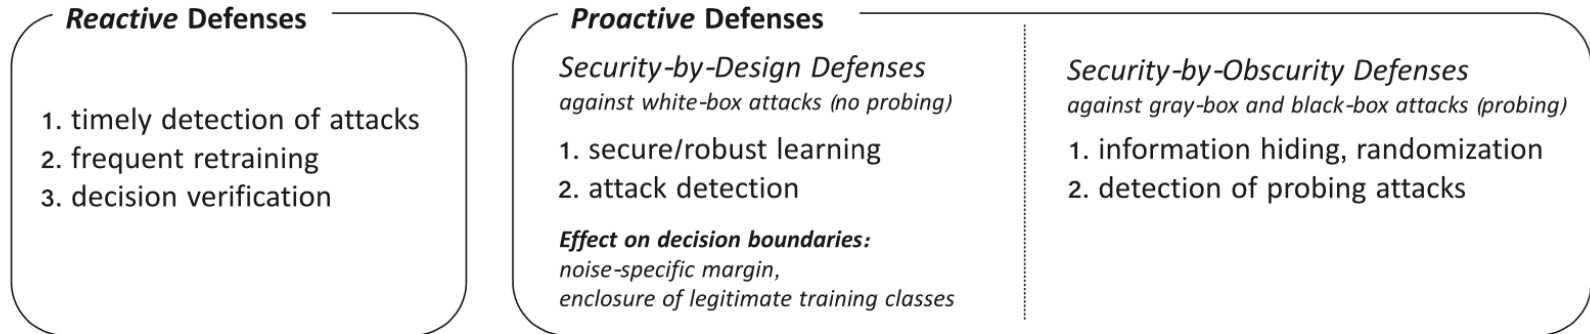 Reactive Defenses
1. timely detection of attacks
2. frequent retraining
3. decision verification
Proactive Defenses
Security-by-Design Defenses
against white-box attacks (no probing)
1. secure/robust learning
2. attack detection
Effect on decision boundaries:
noise-specific margin,
enclosure of legitimate training classes
Security-by-Obscurity Defenses
against gray-box and black-box attacks (probing)
1. information hiding, randomization
2. detection of probing attacks